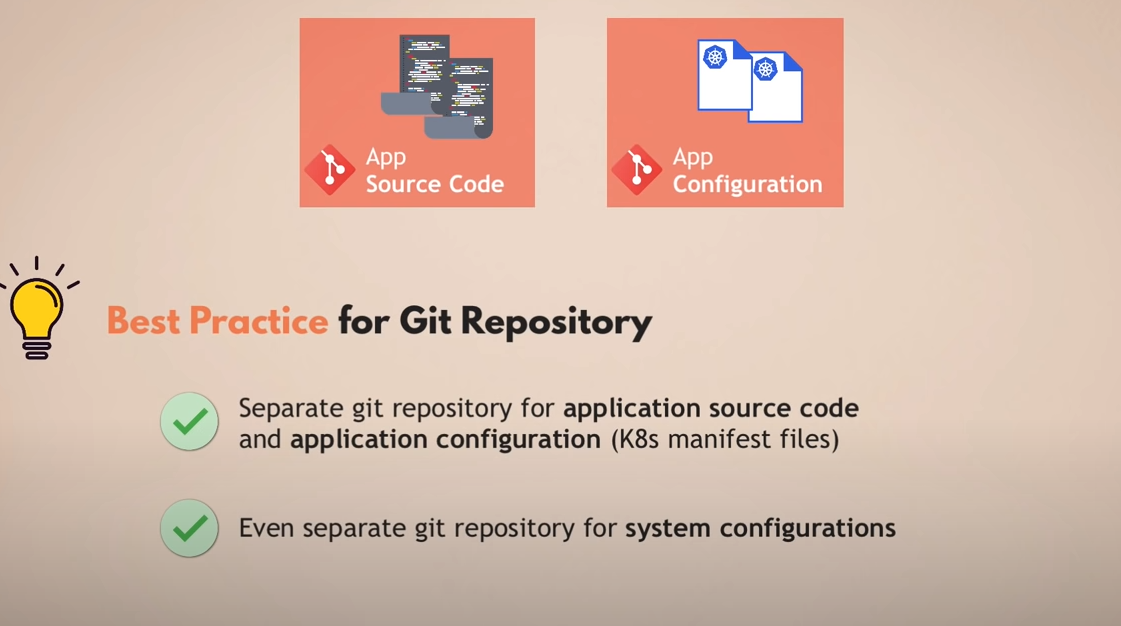 App
Source Code
App
Configuration
Best Practice for Git Repository
Separate git repository for application source code
and application configuration (K8s manifest files)
Even separate git repository for system configurations